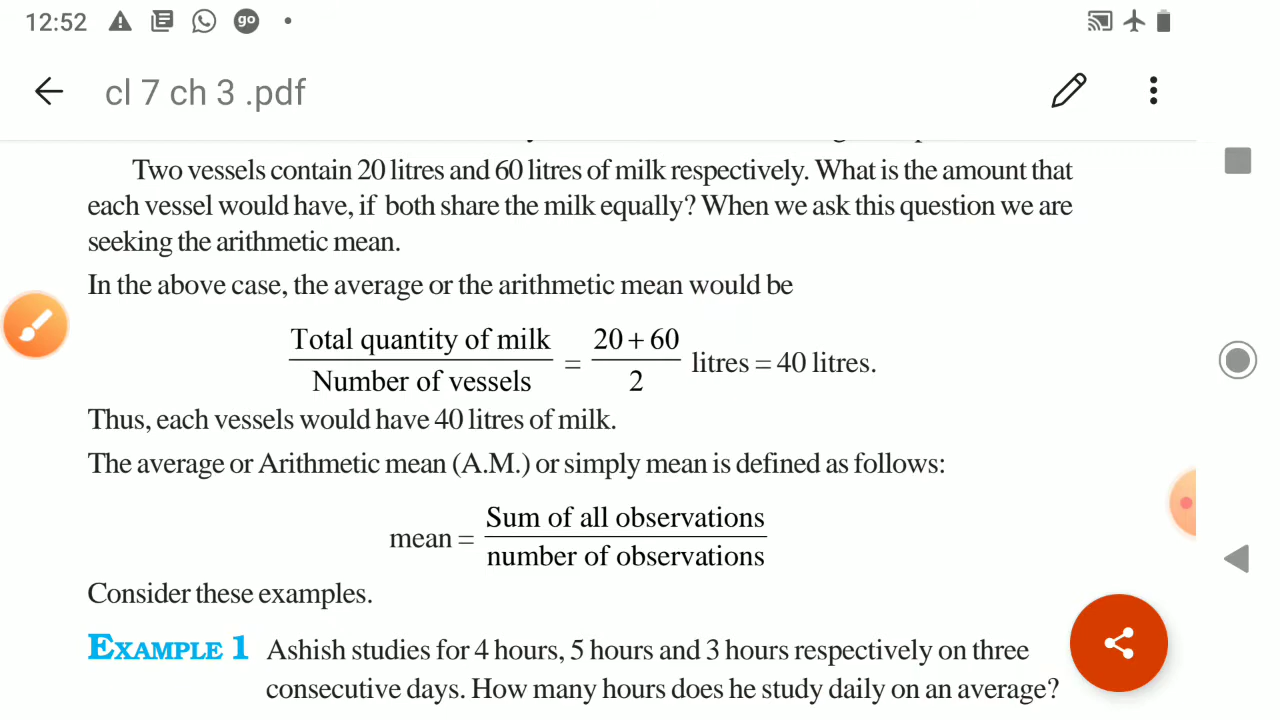 12:52 go
cl 7 ch 3 .pdf
Two vessels contain 20 litres and 60 litres of milk respectively. What is the amount that
each vessel would have, if both share the milk equally? When we ask this question we are
seeking the arithmetic mean.
In the above case, the average or the arithmetic mean would be
Total quantity of milk / Number of vessels = 20 + 60 / 2 litres = 40 litres.
Thus, each vessels would have 40 litres of milk.
The average or Arithmetic mean (A.M.) or simply mean is defined as follows:
mean = Sum of all observations / number of observations
Consider these examples.
EXAMPLE 1 Ashish studies for 4 hours, 5 hours and 3 hours respectively on three
consecutive days. How many hours does he study daily on an average?